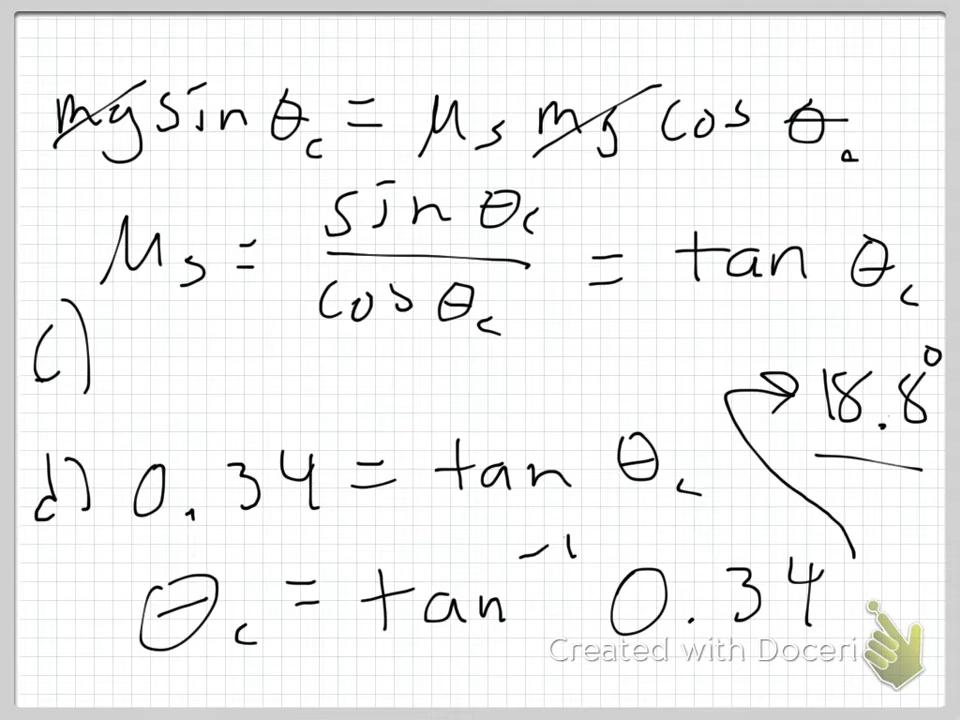 mg sin θc = μs mg cos θc
μs = sin θc / cos θc = tan θc
c)
18.8°
d) 0.34 = tan θc
θc = tan⁻¹ 0.34
Created with Doceri